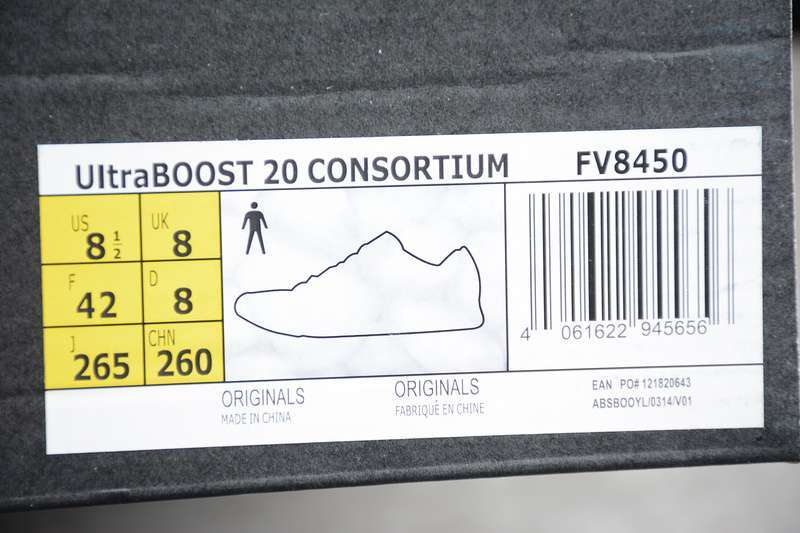 UltraBOOST 20 CONSORTIUM FV8450
US 8 1/2 UK 8
F 42 D 8
J 265 CHN 260
4 061622 945656
ORIGINALS ORIGINALS
MADE IN CHINA FABRIQUÉ EN CHINE
EAN PO# 121820643
ABSBOOYL/0314/V01